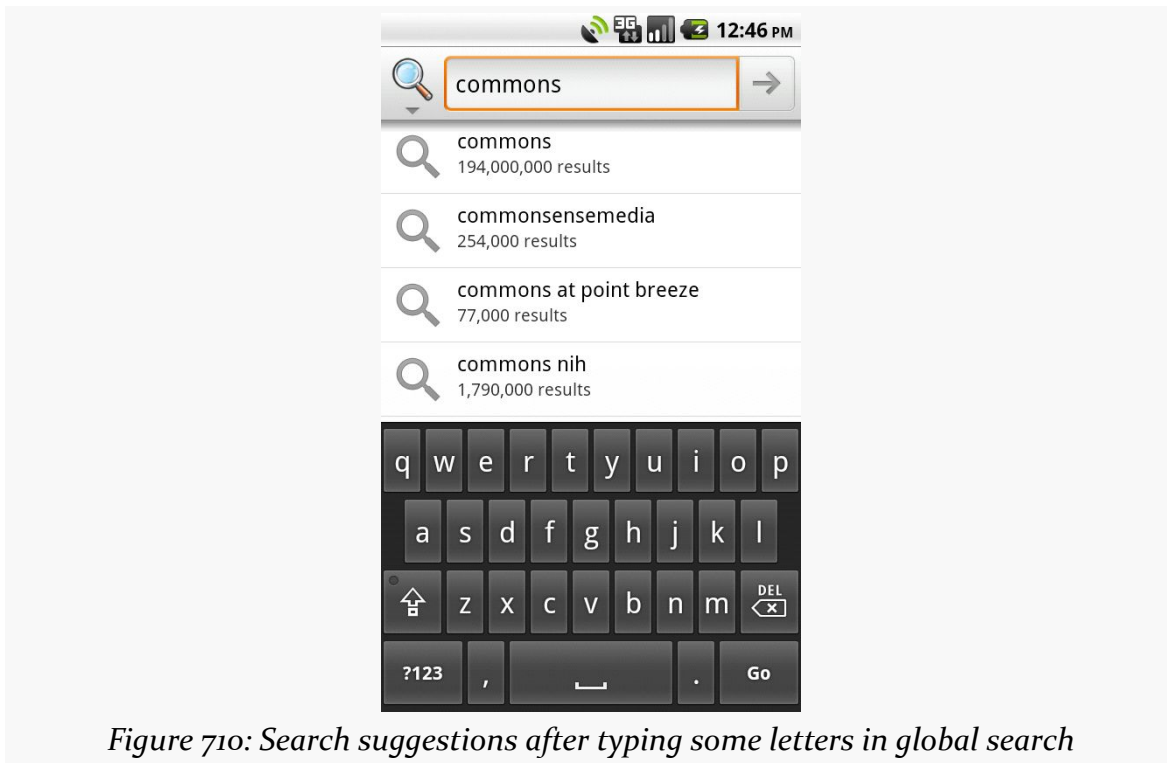 3G
12:46 PM
commons
commons
194,000,000 results
commonsensemedia
254,000 results
commons at point breeze
77,000 results
commons nih
1,790,000 results
q w e r t y u i o p
a s d f g h j k l
z x c v b n m DEL
?123 , . Go
Figure 710: Search suggestions after typing some letters in global search